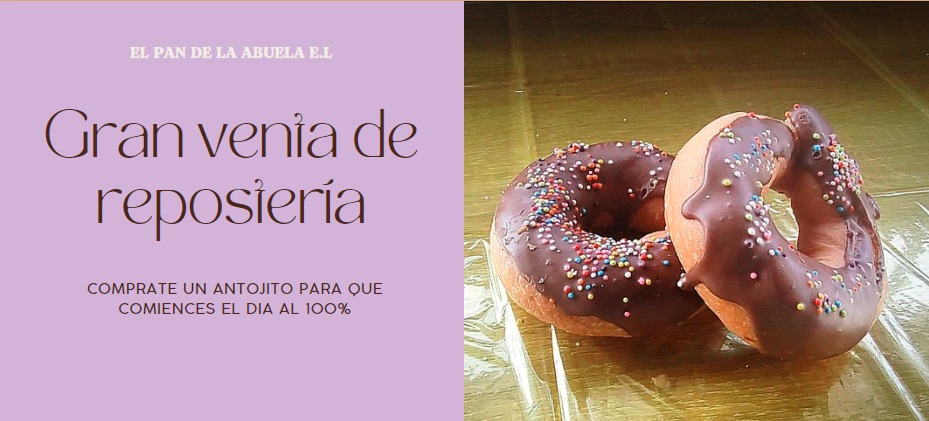 EL PAN DE LA ABUELA E.L
Gran venta de
repostería
COMPRATE UN ANTOJITO PARA QUE
COMIENCES EL DIA AL 100%